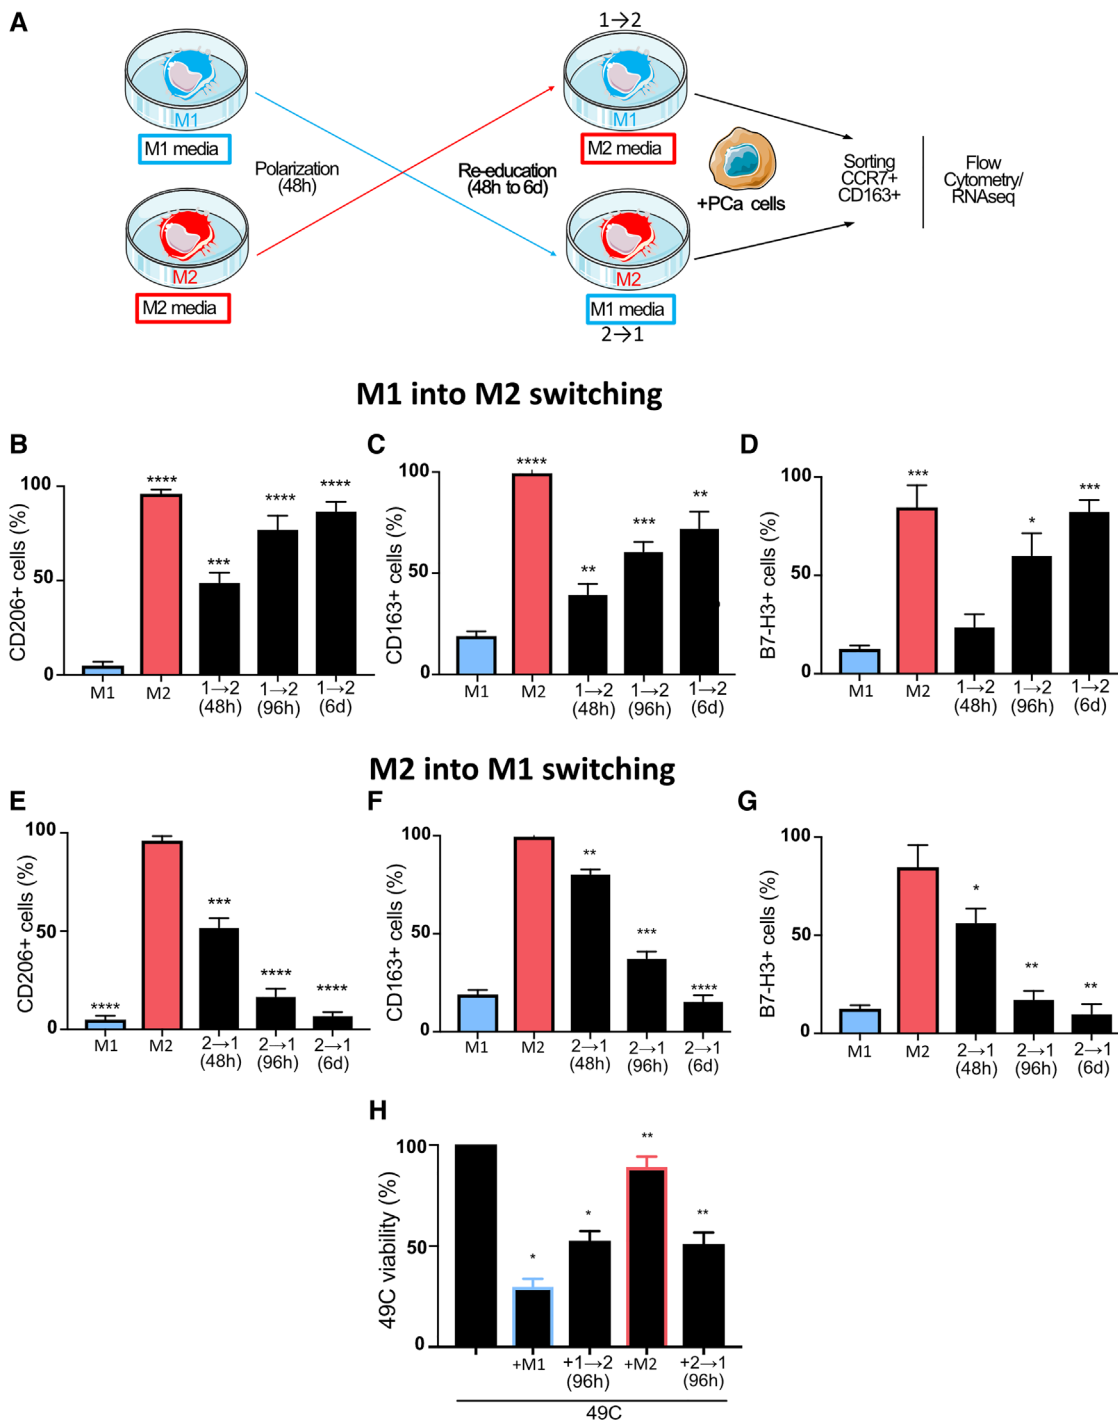 A
1→2
M1
M1
M1 media
M2 media
Polarization
(48h)
Re-education
(48h to 6d)
+PCa cells
Sorting
CCR7+
CD163+
Flow
Cytometry/
RNAseq
M2
M2
M2 media
M1 media
2→1
M1 into M2 switching
B
CD206+ cells (%)
100
50
0
****
***
****
****
M1
M2
1→2
(48h)
1→2
(96h)
1→2
(6d)
C
CD163+ cells (%)
100
50
0
****
**
***
**
M1
M2
1→2
(48h)
1→2
(96h)
1→2
(6d)
D
B7-H3+ cells (%)
100
50
0
***
*
***
M1
M2
1→2
(48h)
1→2
(96h)
1→2
(6d)
M2 into M1 switching
E
CD206+ cells (%)
100
50
0
****
***
****
****
M1
M2
2→1
(48h)
2→1
(96h)
2→1
(6d)
F
CD163+ cells (%)
100
50
0
**
***
****
M1
M2
2→1
(48h)
2→1
(96h)
2→1
(6d)
G
B7-H3+ cells (%)
100
50
0
*
**
**
M1
M2
2→1
(48h)
2→1
(96h)
2→1
(6d)
H
49C viability (%)
100
50
0
*
*
**
**
+M1
+1→2
(96h)
+M2
+2→1
(96h)
49C